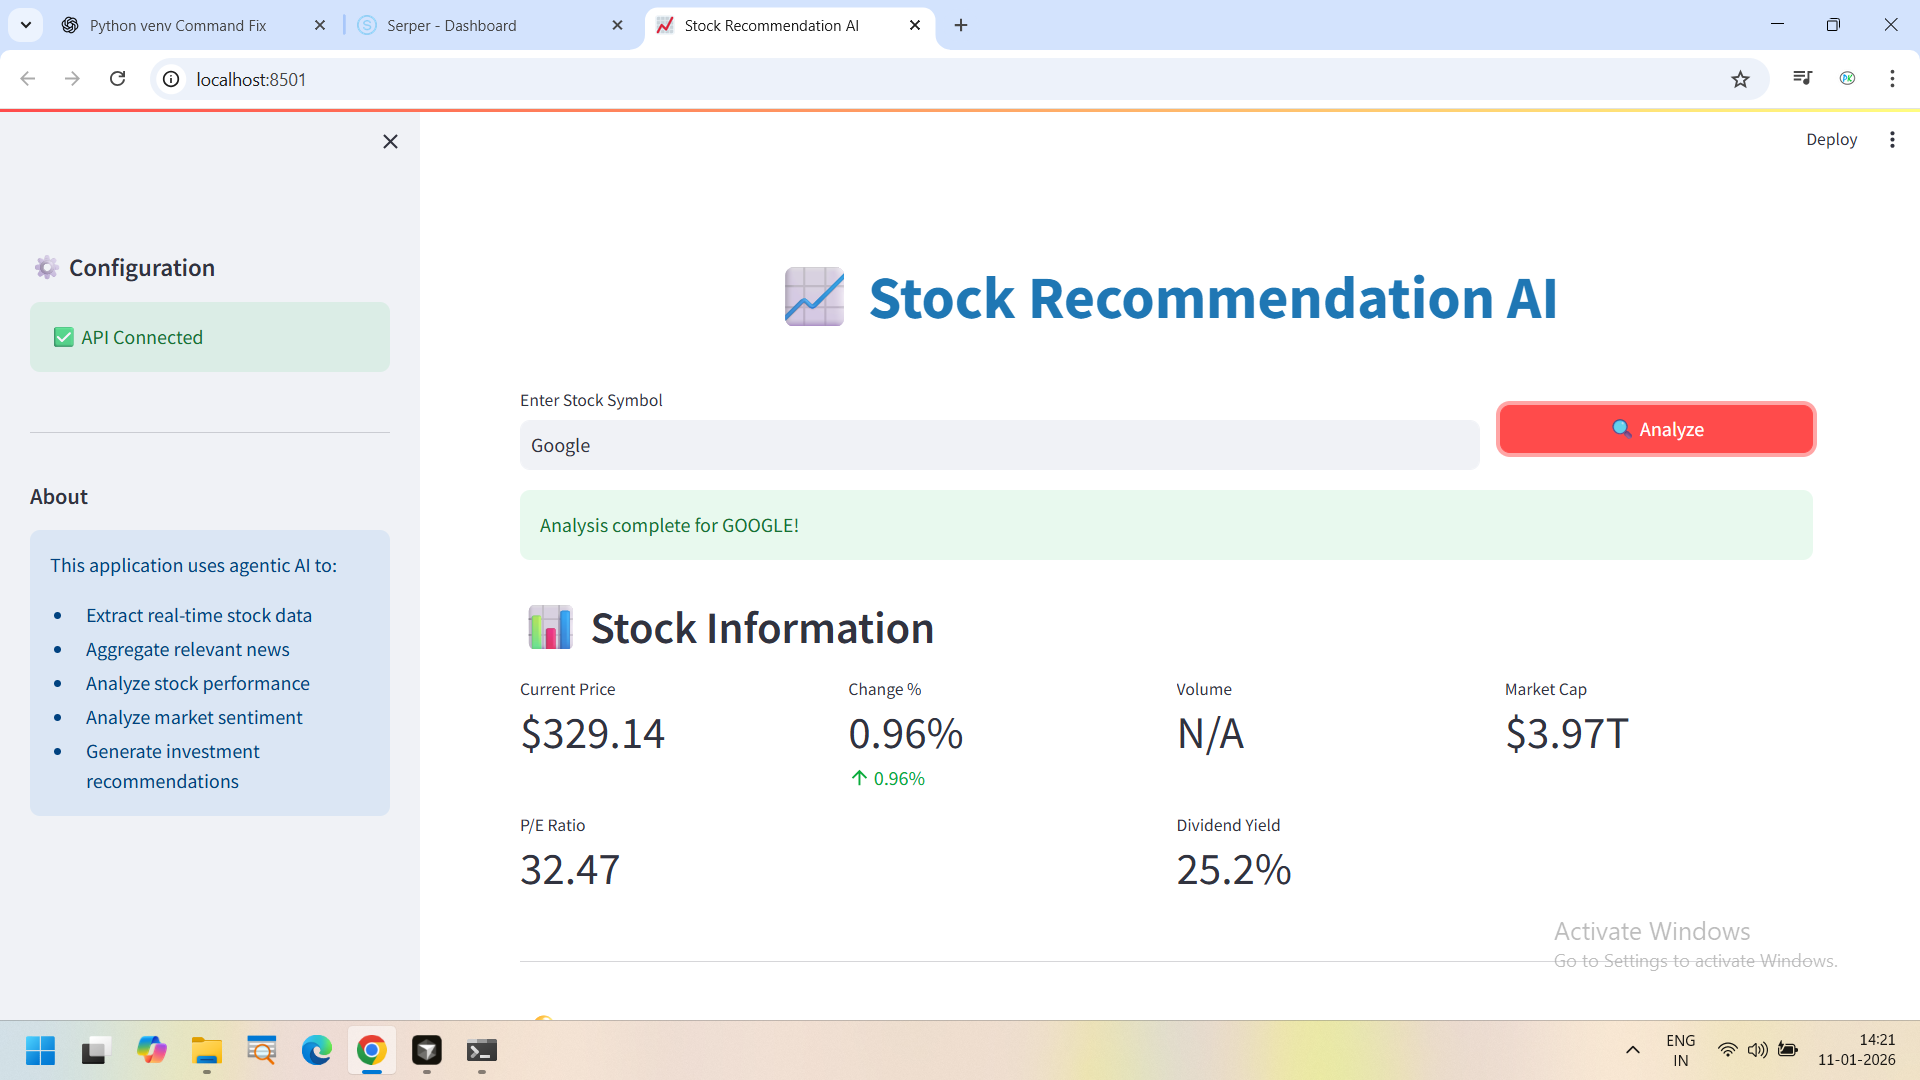 Python venv Command Fix
Serper - Dashboard
Stock Recommendation AI
localhost:8501
Deploy
Configuration
API Connected
About
This application uses agentic AI to:
• Extract real-time stock data
• Aggregate relevant news
• Analyze stock performance
• Analyze market sentiment
• Generate investment
recommendations
Stock Recommendation AI
Enter Stock Symbol
Google
Analyze
Analysis complete for GOOGLE!
Stock Information
Current Price
$329.14
Change %
0.96%
↑ 0.96%
Volume
N/A
Market Cap
$3.97T
P/E Ratio
32.47
Dividend Yield
25.2%
Activate Windows
Go to Settings to activate Windows.
ENG
IN
14:21
11-01-2026